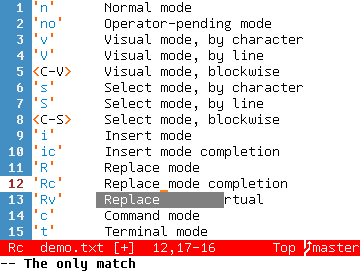 1 'n' Normal mode
2 'no' Operator-pending mode
3 'v' Visual mode, by character
4 'V' Visual mode, by line
5 <C-V> Visual mode, blockwise
6 's' Select mode, by character
7 'S' Select mode, by line
8 <C-S> Select mode, blockwise
9 'i' Insert mode
10 'ic' Insert mode completion
11 'R' Replace mode
12 'Rc' Replace mode completion
13 'Rv' Replace rtual
14 'c' Command mode
15 't' Terminal mode
Rc demo.txt [+] 12,17-16 Top master
-- The only match